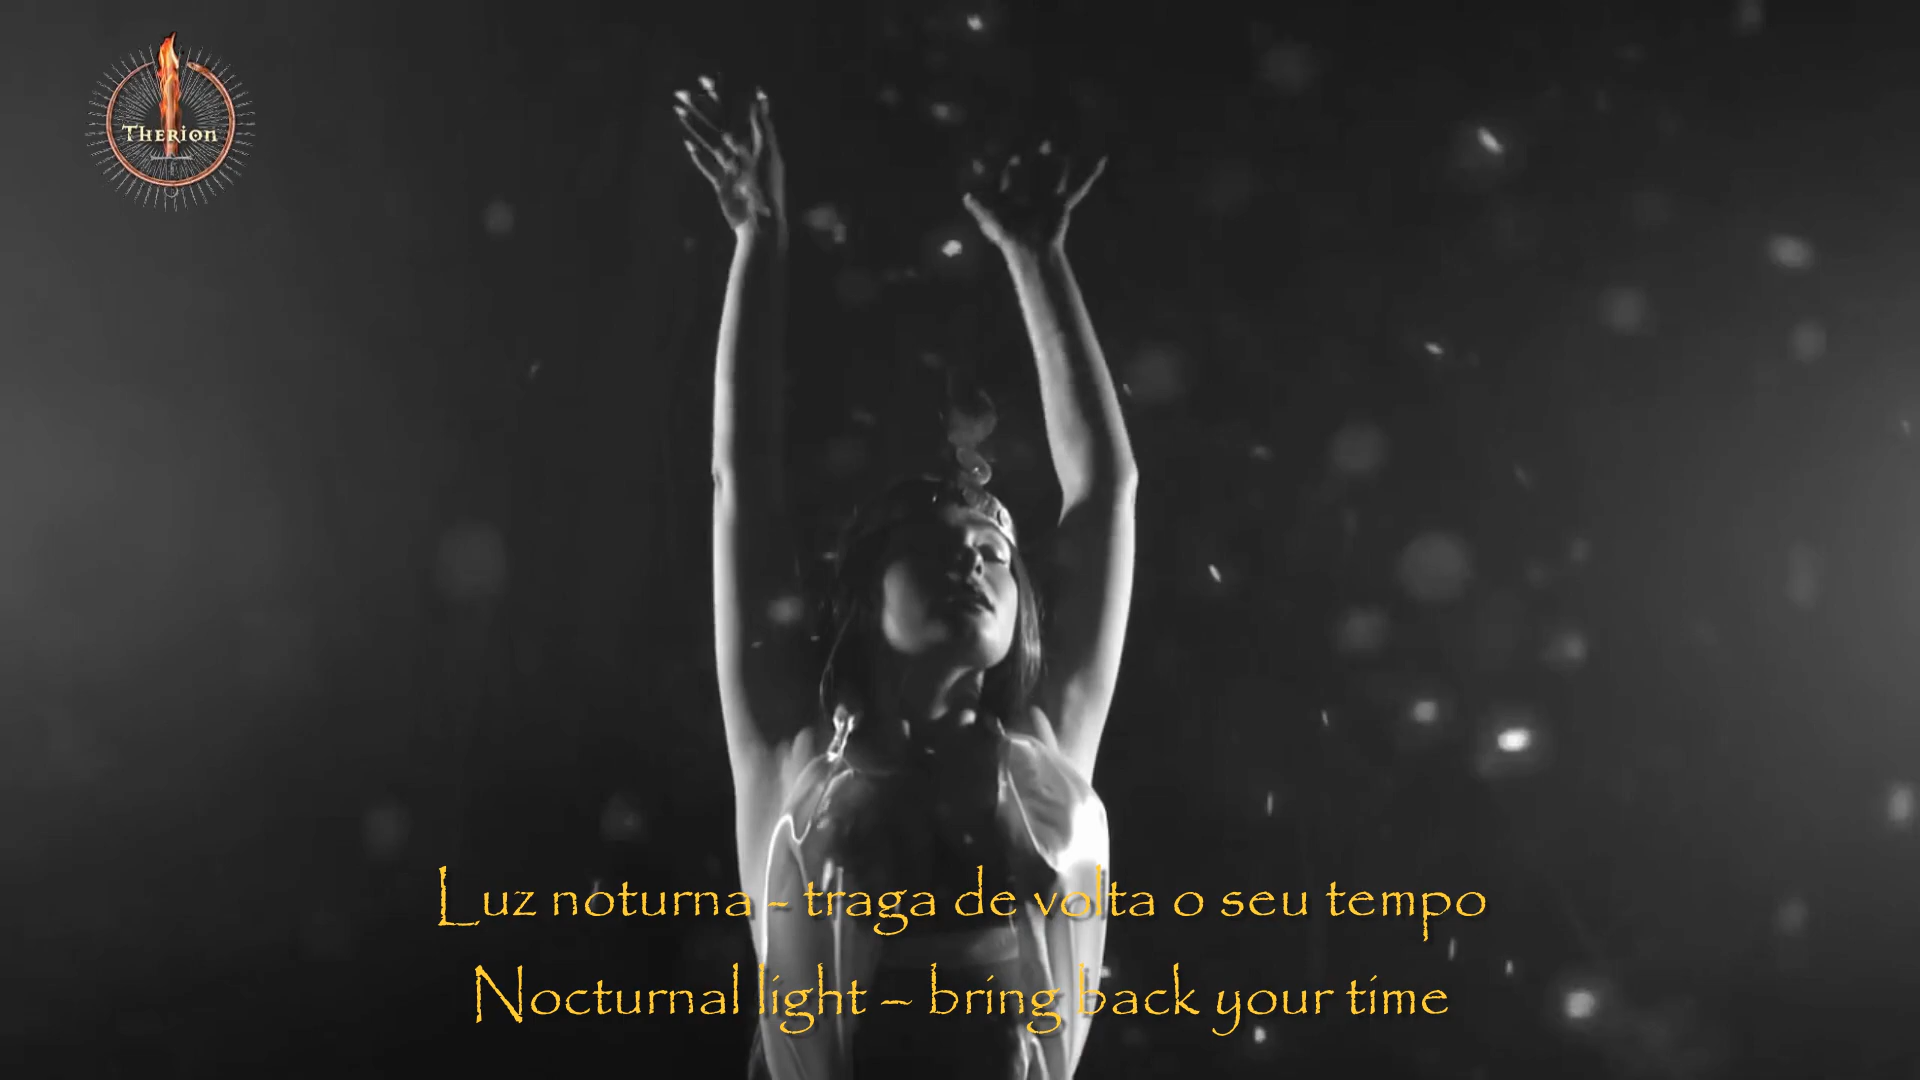 Therion
Luz noturna - traga de volta o seu tempo
Nocturnal light – bring back your time